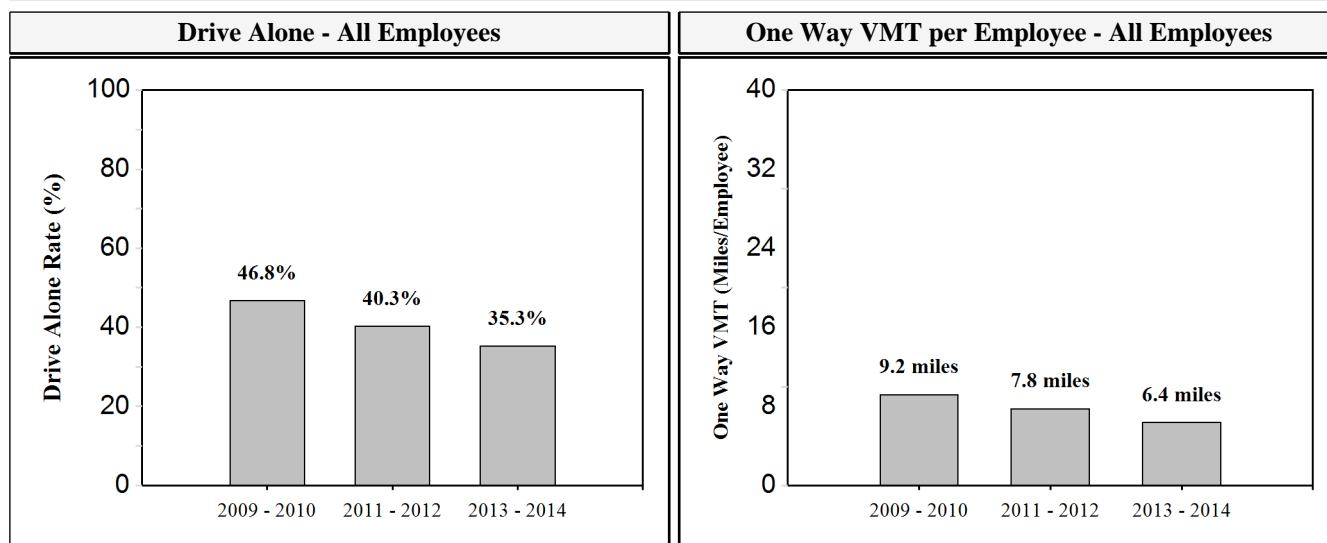 Drive Alone - All Employees
One Way VMT per Employee - All Employees
100
80
60
40
20
0
Drive Alone Rate (%)
46.8%
40.3%
35.3%
2009 - 2010
2011 - 2012
2013 - 2014
40
32
24
16
8
0
One Way VMT (Miles/Employee)
9.2 miles
7.8 miles
6.4 miles
2009 - 2010
2011 - 2012
2013 - 2014